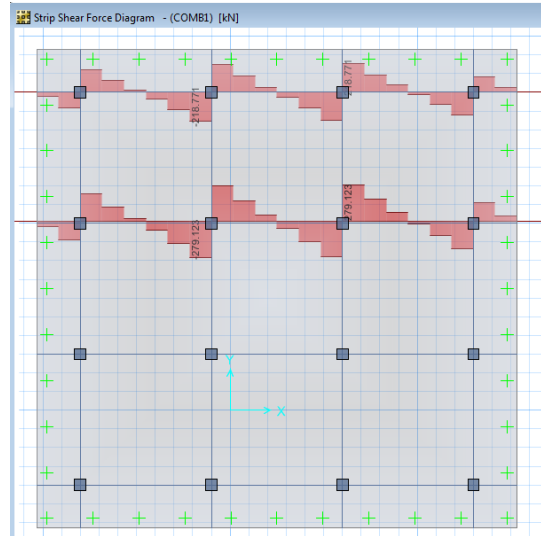 Strip Shear Force Diagram - (COMB1) [kN]
-218.771
218.771
-279.123
279.123
Y
X